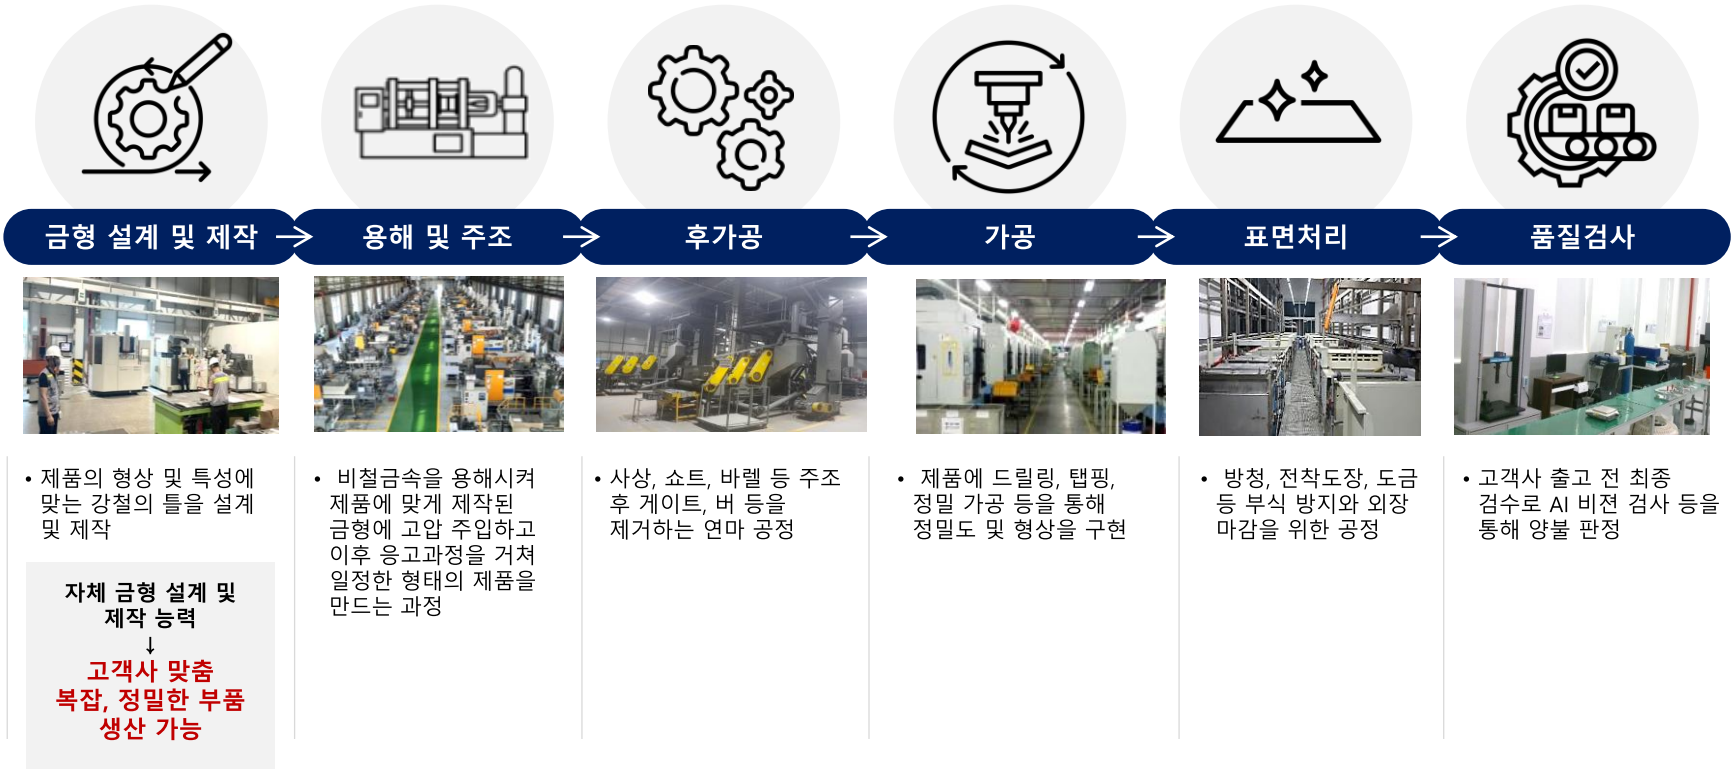 금형 설계 및 제작
용해 및 주조
후가공
가공
표면처리
품질검사
• 제품의 형상 및 특성에
맞는 강철의 틀을 설계
및 제작
자체 금형 설계 및
제작 능력
↓
고객사 맞춤
복잡, 정밀한 부품
생산 가능
• 비철금속을 용해시켜
제품에 맞게 제작된
금형에 고압 주입하고
이후 응고과정을 거쳐
일정한 형태의 제품을
만드는 과정
• 사상, 쇼트, 바렐 등 주조
후 게이트, 버 등을
제거하는 연마 공정
• 제품에 드릴링, 탭핑,
정밀 가공 등을 통해
정밀도 및 형상을 구현
• 방청, 전착도장, 도금
등 부식 방지와 외장
마감을 위한 공정
• 고객사 출고 전 최종
검수로 AI 비젼 검사 등을
통해 양불 판정